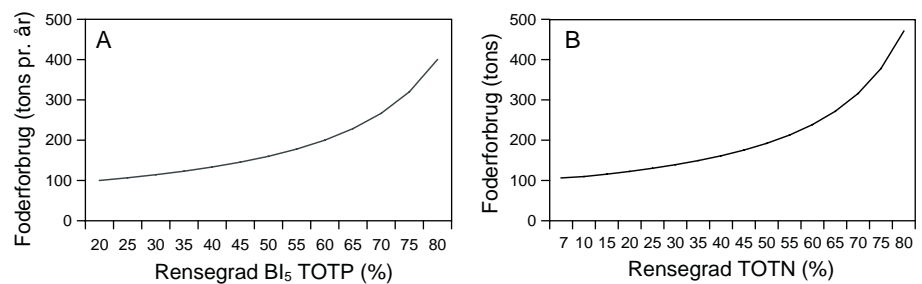 A
Foderforbrug (tons pr. år)
500
400
300
200
100
0
20 25 30 35 40 45 50 55 60 65 70 75 80
Rensegrad BI₅ TOTP (%)
B
Foderforbrug (tons)
500
400
300
200
100
0
7 10 15 20 25 30 35 40 45 50 55 60 65 70 75 80
Rensegrad TOTN (%)